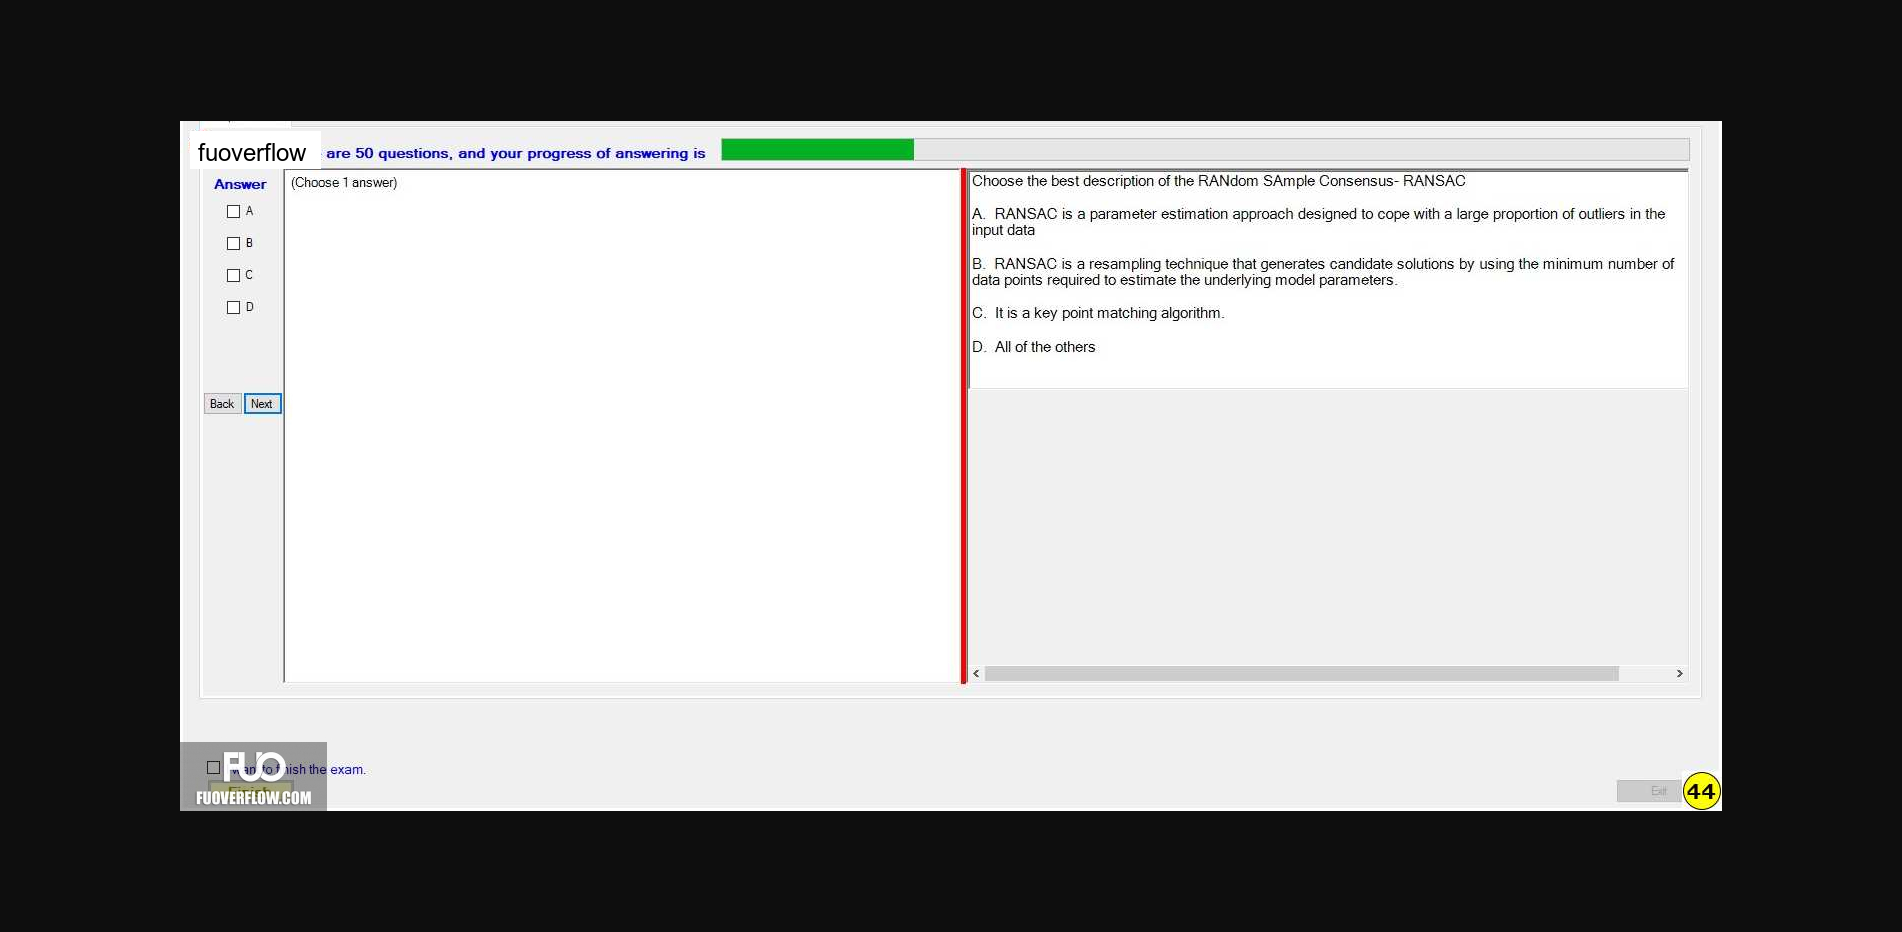 fuoverflow are 50 questions, and your progress of answering is
Answer
(Choose 1 answer)
A
B
C
D
Back Next
Choose the best description of the RANdom SAmple Consensus- RANSAC
A. RANSAC is a parameter estimation approach designed to cope with a large proportion of outliers in the
input data
B. RANSAC is a resampling technique that generates candidate solutions by using the minimum number of
data points required to estimate the underlying model parameters.
C. It is a key point matching algorithm.
D. All of the others
FUO
want to finish the exam.
Finish
FUOVERFLOW.COM
Exit
44